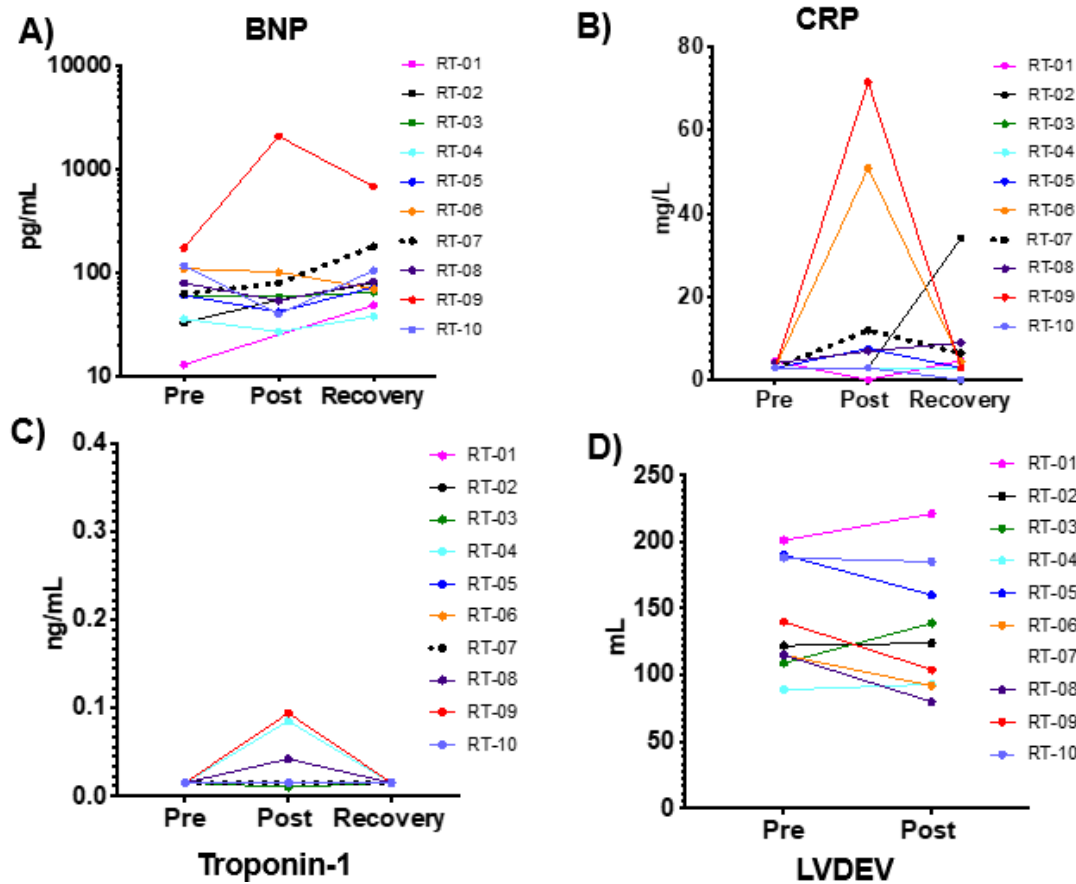 A)
BNP
pg/mL
10000
1000
100
10
Pre Post Recovery
RT-01
RT-02
RT-03
RT-04
RT-05
RT-06
RT-07
RT-08
RT-09
RT-10
B)
CRP
mg/L
80
60
40
20
0
Pre Post Recovery
RT-01
RT-02
RT-03
RT-04
RT-05
RT-06
RT-07
RT-08
RT-09
RT-10
C)
ng/mL
0.4
0.3
0.2
0.1
0.0
Pre Post Recovery
Troponin-1
RT-01
RT-02
RT-03
RT-04
RT-05
RT-06
RT-07
RT-08
RT-09
RT-10
D)
mL
250
200
150
100
50
0
Pre Post
LVDEV
RT-01
RT-02
RT-03
RT-04
RT-05
RT-06
RT-07
RT-08
RT-09
RT-10